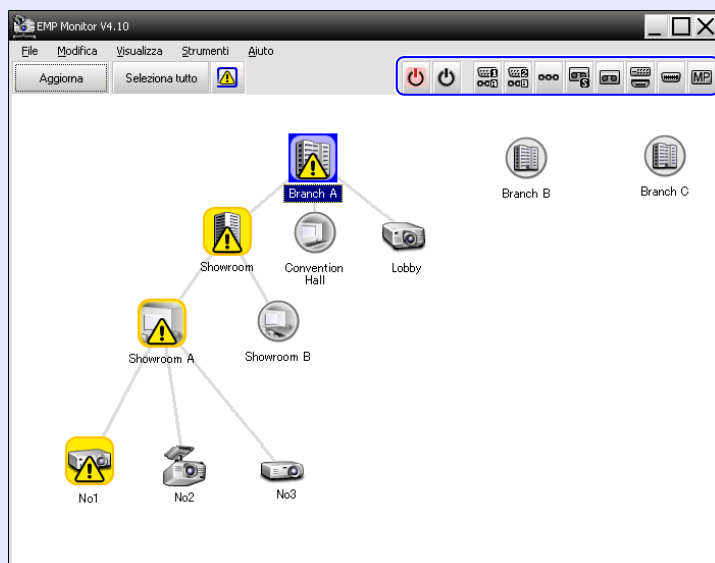 EMP Monitor V4.10
File Modifica Visualizza Strumenti Aiuto
Aggiorna Seleziona tutto MP
Branch A Branch B Branch C
Showroom Convention Hall Lobby
Showroom A Showroom B
No1 No2 No3